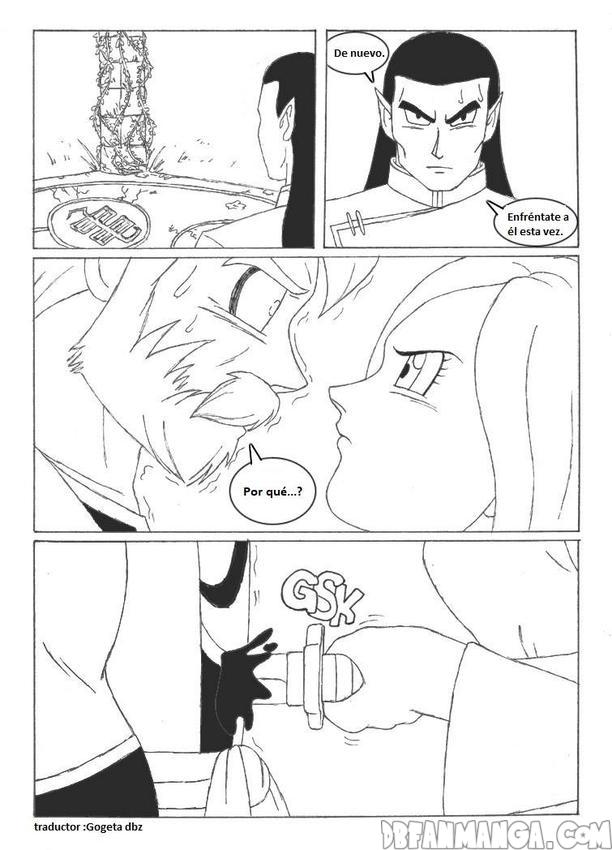 De nuevo.
Enfréntate a
él esta vez.
Por qué...?
GSK
traductor :Gogeta dbz
DBFANMANGA.COM